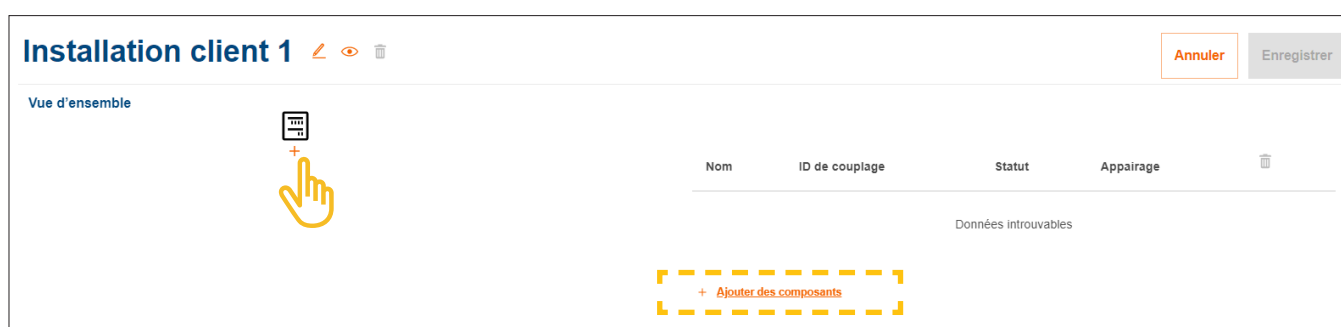 Installation client 1
Annuler
Enregistrer
Vue d'ensemble
Nom ID de couplage Statut Appairage
Données introuvables
+ Ajouter des composants